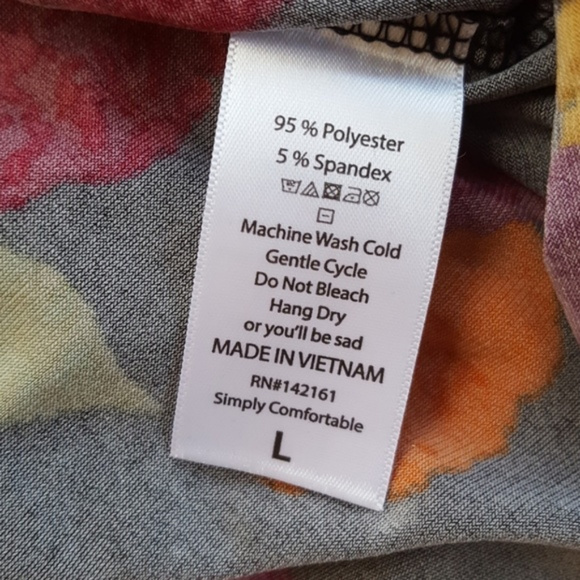 95 % Polyester
5 % Spandex
Machine Wash Cold
Gentle Cycle
Do Not Bleach
Hang Dry
or you'll be sad
MADE IN VIETNAM
RN#142161
Simply Comfortable
L